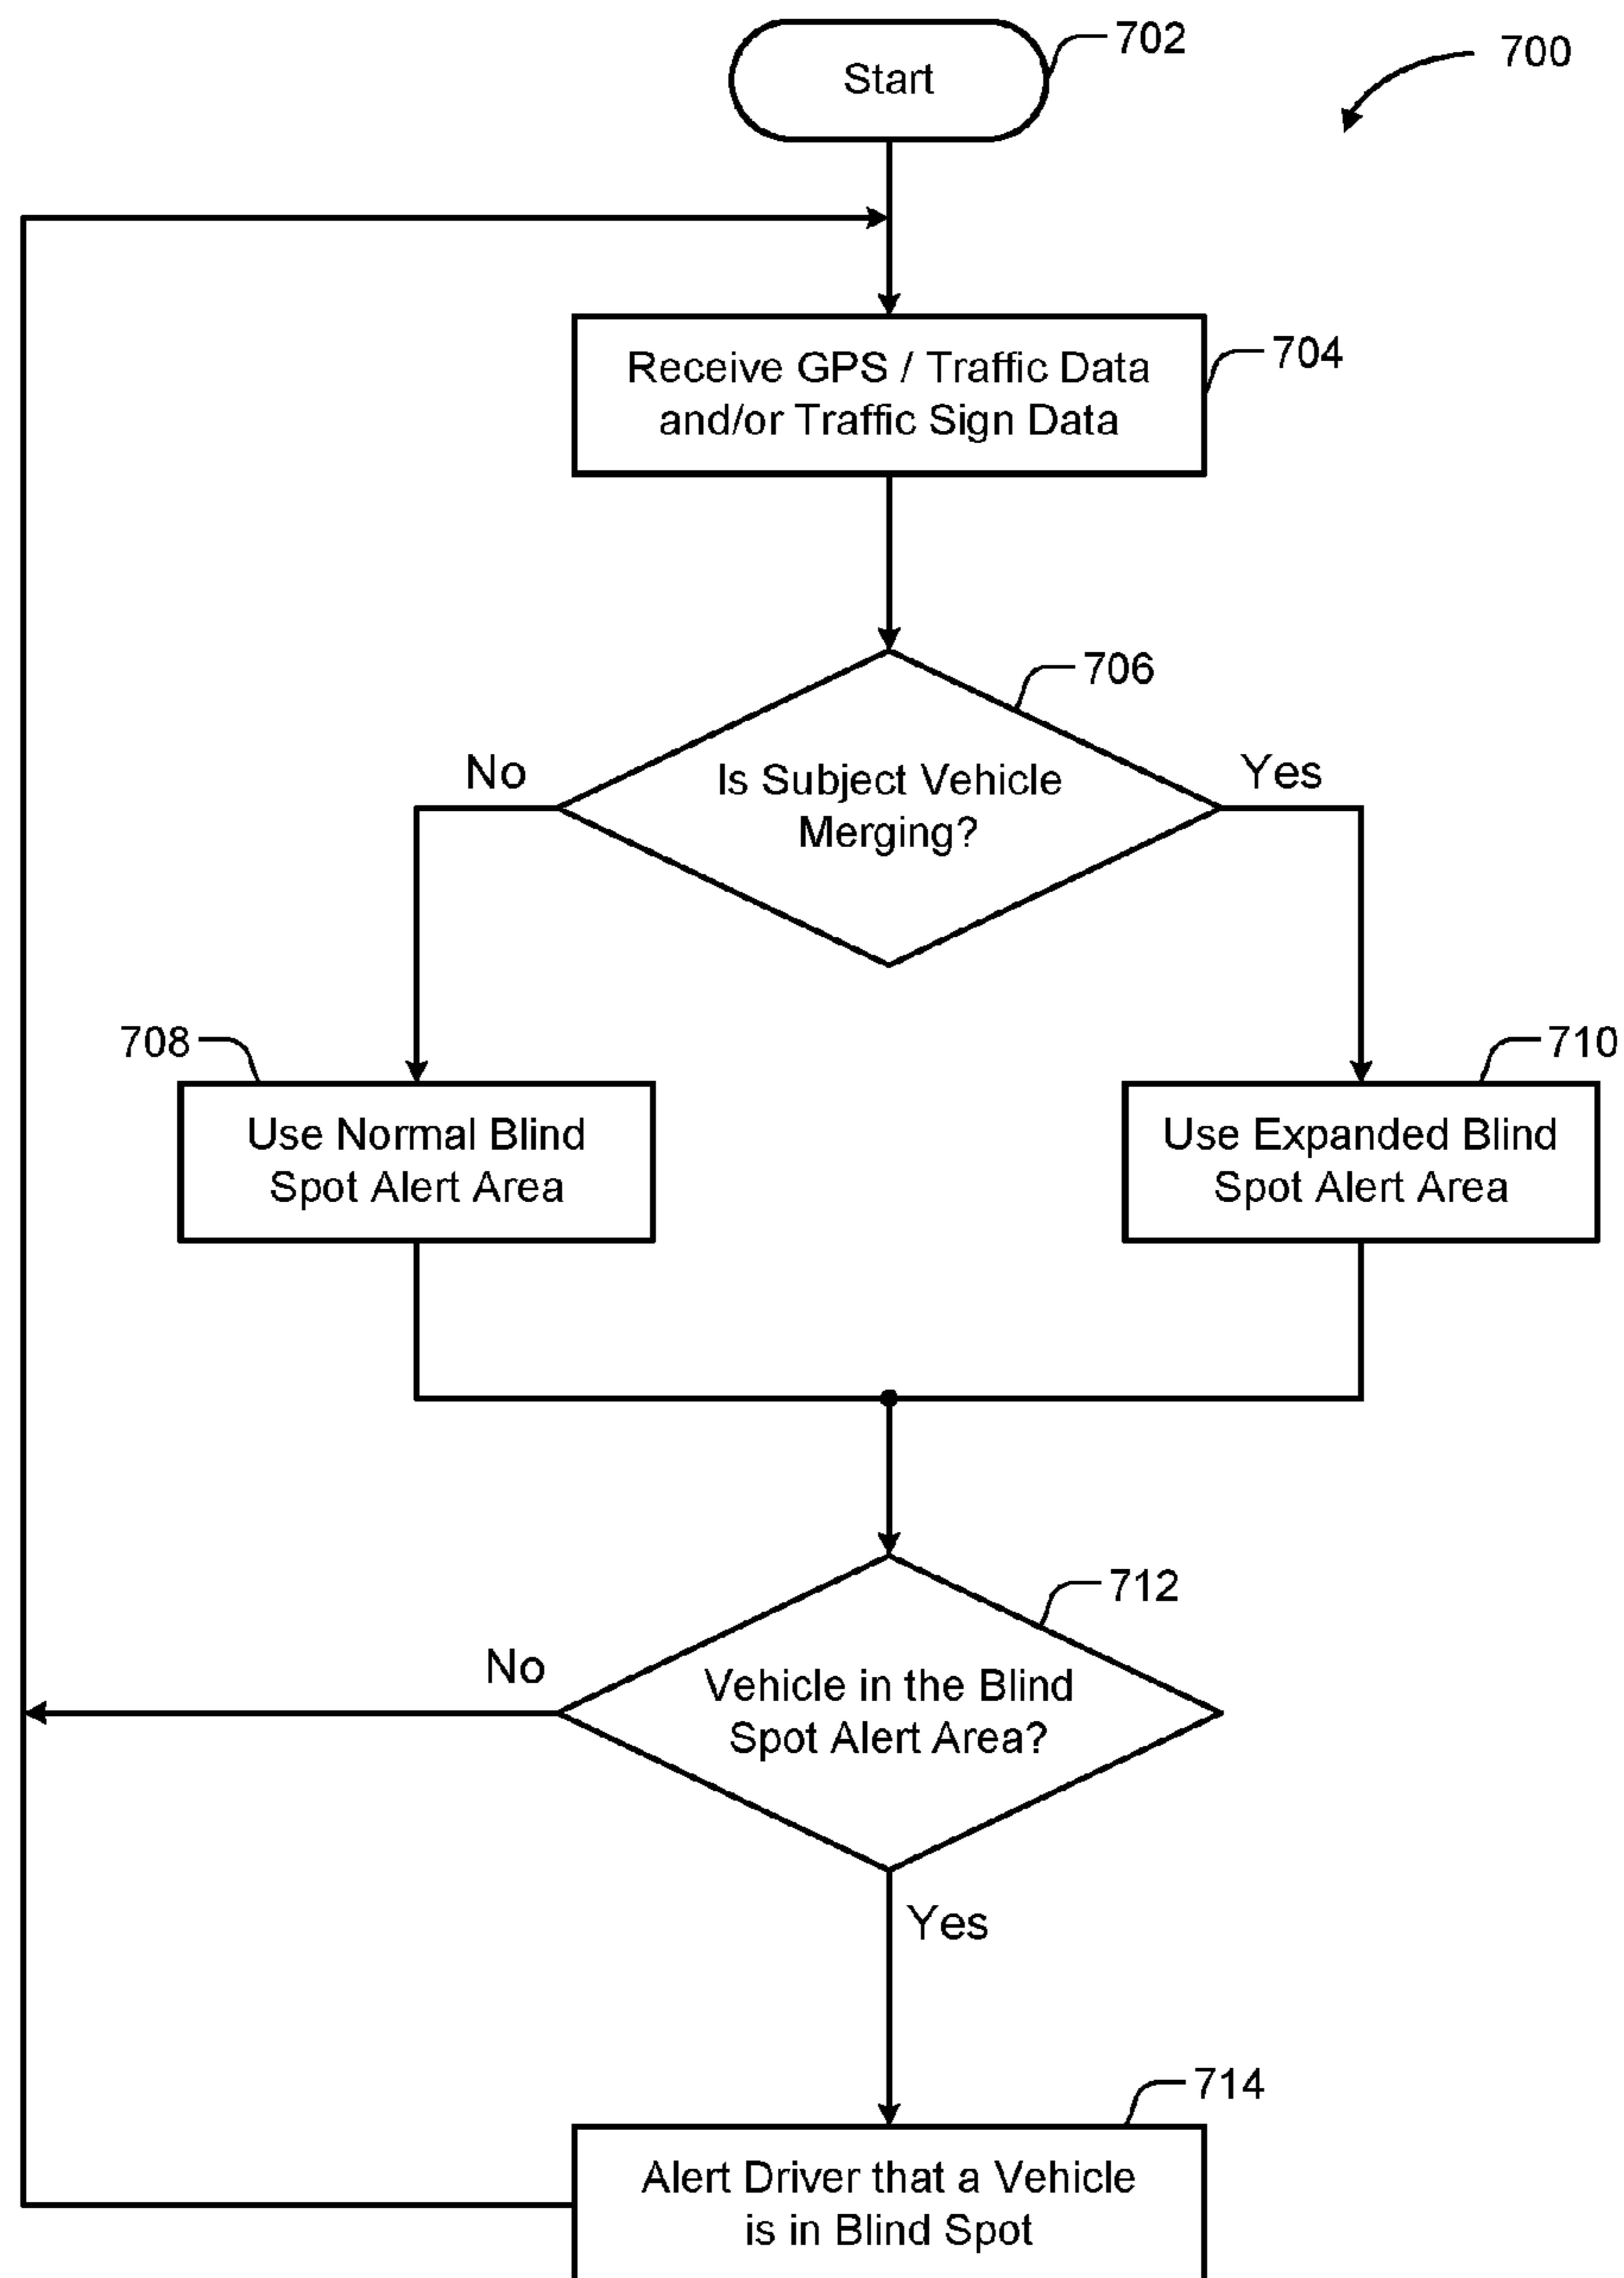 702
700
Start
Receive GPS / Traffic Data
and/or Traffic Sign Data
704
706
No
Yes
Is Subject Vehicle
Merging?
708
710
Use Normal Blind
Spot Alert Area
Use Expanded Blind
Spot Alert Area
712
No
Vehicle in the Blind
Spot Alert Area?
Yes
714
Alert Driver that a Vehicle
is in Blind Spot